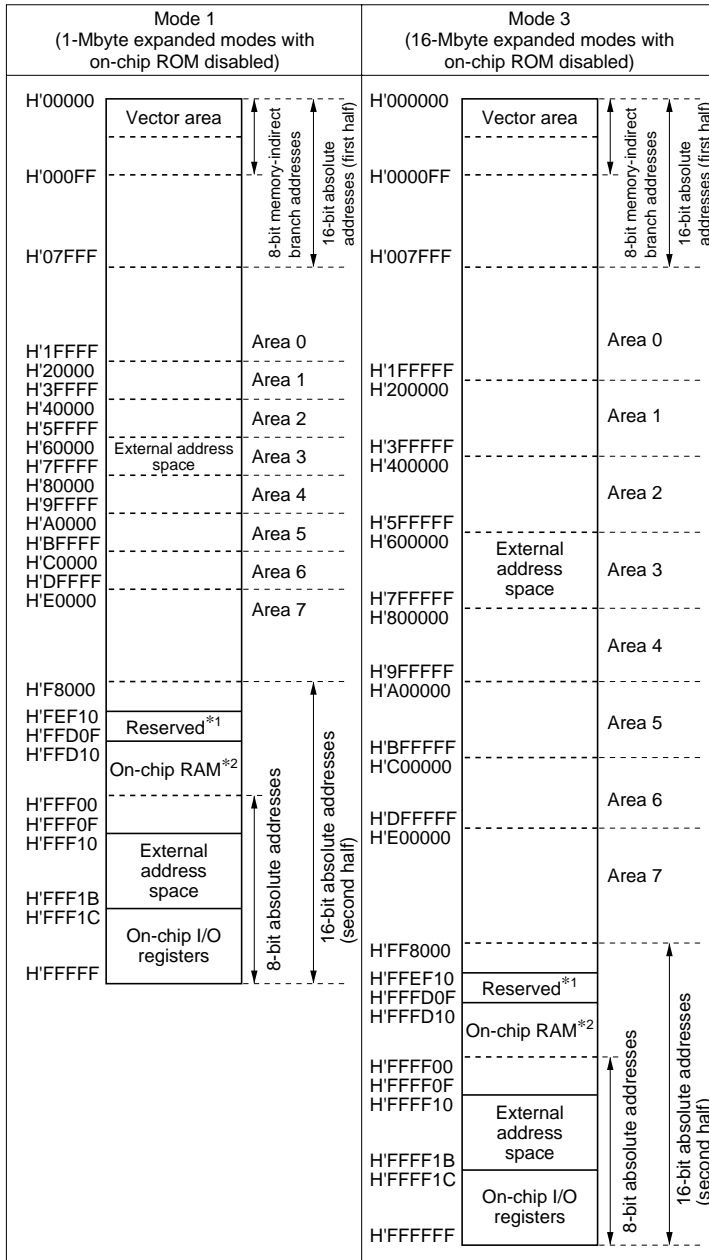 Mode 1
(1-Mbyte expanded modes with
on-chip ROM disabled)
H'00000
Vector area
H'000FF
H'07FFF
8-bit memory-indirect
branch addresses
16-bit absolute
addresses (first half)
Area 0
H'1FFFF
H'20000
Area 1
H'3FFFF
H'40000
Area 2
H'5FFFF
H'60000
External address
space
Area 3
H'7FFFF
H'80000
Area 4
H'9FFFF
H'A0000
Area 5
H'BFFFF
H'C0000
Area 6
H'DFFFF
H'E0000
Area 7
H'F8000
H'FEF10
Reserved*1
H'FFD0F
H'FFD10
On-chip RAM*2
H'FFF00
H'FFF0F
H'FFF10
External
address
space
H'FFF1B
H'FFF1C
On-chip I/O
registers
H'FFFFF
8-bit absolute addresses
16-bit absolute addresses
(second half)
Mode 3
(16-Mbyte expanded modes with
on-chip ROM disabled)
H'000000
Vector area
H'0000FF
H'007FFF
8-bit memory-indirect
branch addresses
16-bit absolute
addresses (first half)
Area 0
H'1FFFFF
H'200000
Area 1
H'3FFFFF
H'400000
Area 2
H'5FFFFF
H'600000
External
address
space
Area 3
H'7FFFFF
H'800000
Area 4
H'9FFFFF
H'A00000
Area 5
H'BFFFFF
H'C00000
Area 6
H'DFFFFF
H'E00000
Area 7
H'FF8000
H'FFEF10
Reserved*1
H'FFFD0F
H'FFFD10
On-chip RAM*2
H'FFFF00
H'FFFF0F
H'FFFF10
External
address
space
H'FFFF1B
H'FFFF1C
On-chip I/O
registers
H'FFFFFF
8-bit absolute addresses
16-bit absolute addresses
(second half)